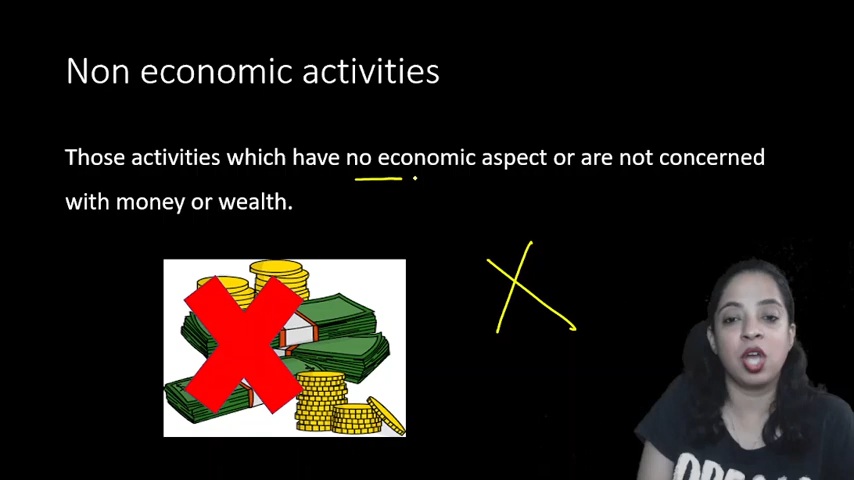 Non economic activities
Those activities which have no economic aspect or are not concerned
with money or wealth.